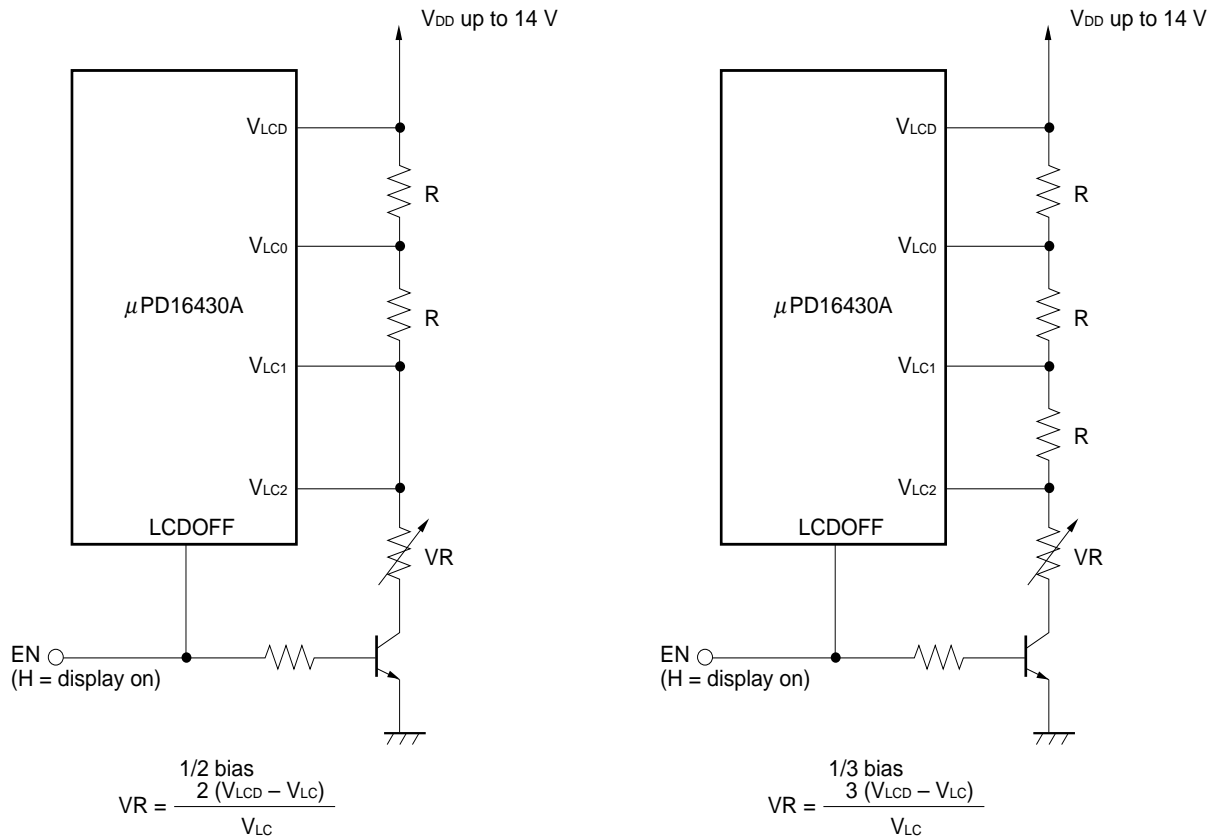 VDD up to 14 V
VLCD
R
VLC0
R
μPD16430A
VLC1
VLC2
LCDOFF
VR
EN
(H = display on)
1/2 bias
VR = 2 (VLCD – VLC) / VLC
VDD up to 14 V
VLCD
R
VLC0
R
μPD16430A
VLC1
R
VLC2
LCDOFF
VR
EN
(H = display on)
1/3 bias
VR = 3 (VLCD – VLC) / VLC